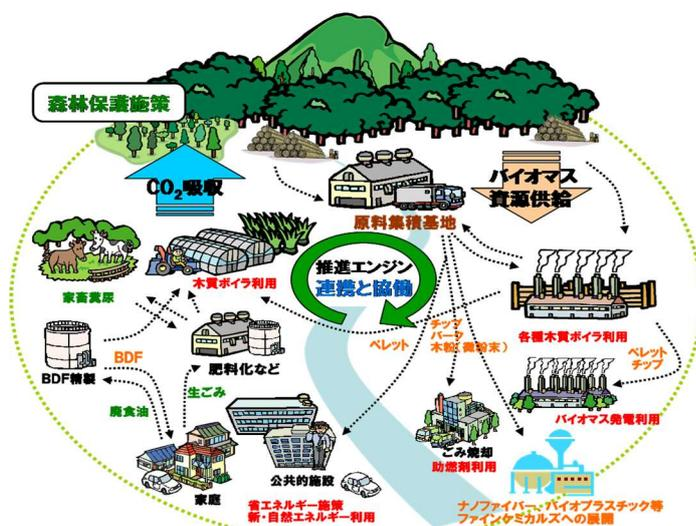 森林保護施策
CO₂吸収
バイオマス
資源供給
原料集積基地
推進エンジン
連携と協働
家畜糞尿
木質ボイラ利用
各種木質ボイラ利用
チップ
バーク
木粉(微粉末)
ペレット
ペレット
チップ
BDF
BDF精製
肥料化など
廃食油
生ごみ
バイオマス発電利用
ごみ焼却
助燃剤利用
家庭
公共的施設
省エネルギー施策
新・自然エネルギー利用
ナノファイバー、バイオプラスチック等
ファインケミカルズへの展開